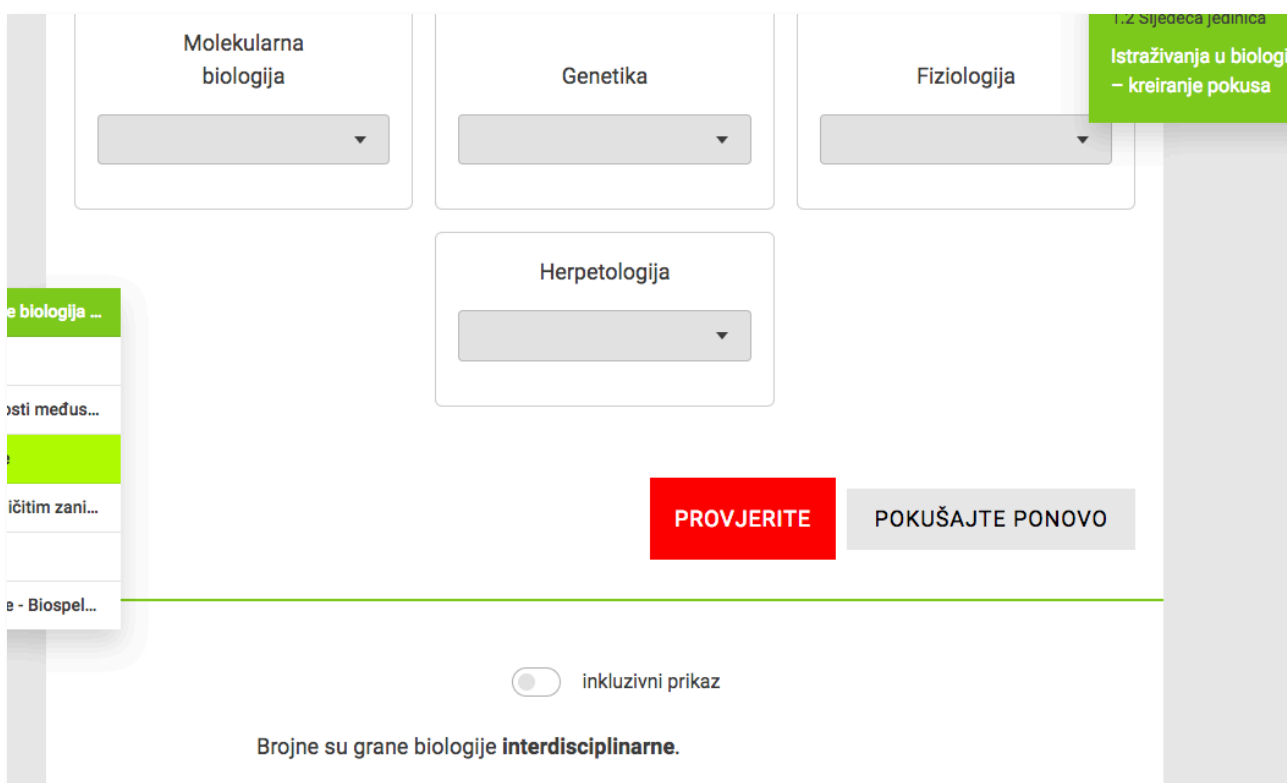 1.2 Sljedeća jedinica
Istraživanja u biologi
– kreiranje pokusa
Molekularna
biologija
Genetika
Fiziologija
Herpetologija
e biologija ...
osti međus...
e
ičitim zani...
e - Biospel...
PROVJERITE
POKUŠAJTE PONOVO
inkluzivni prikaz
Brojne su grane biologije interdisciplinarne.